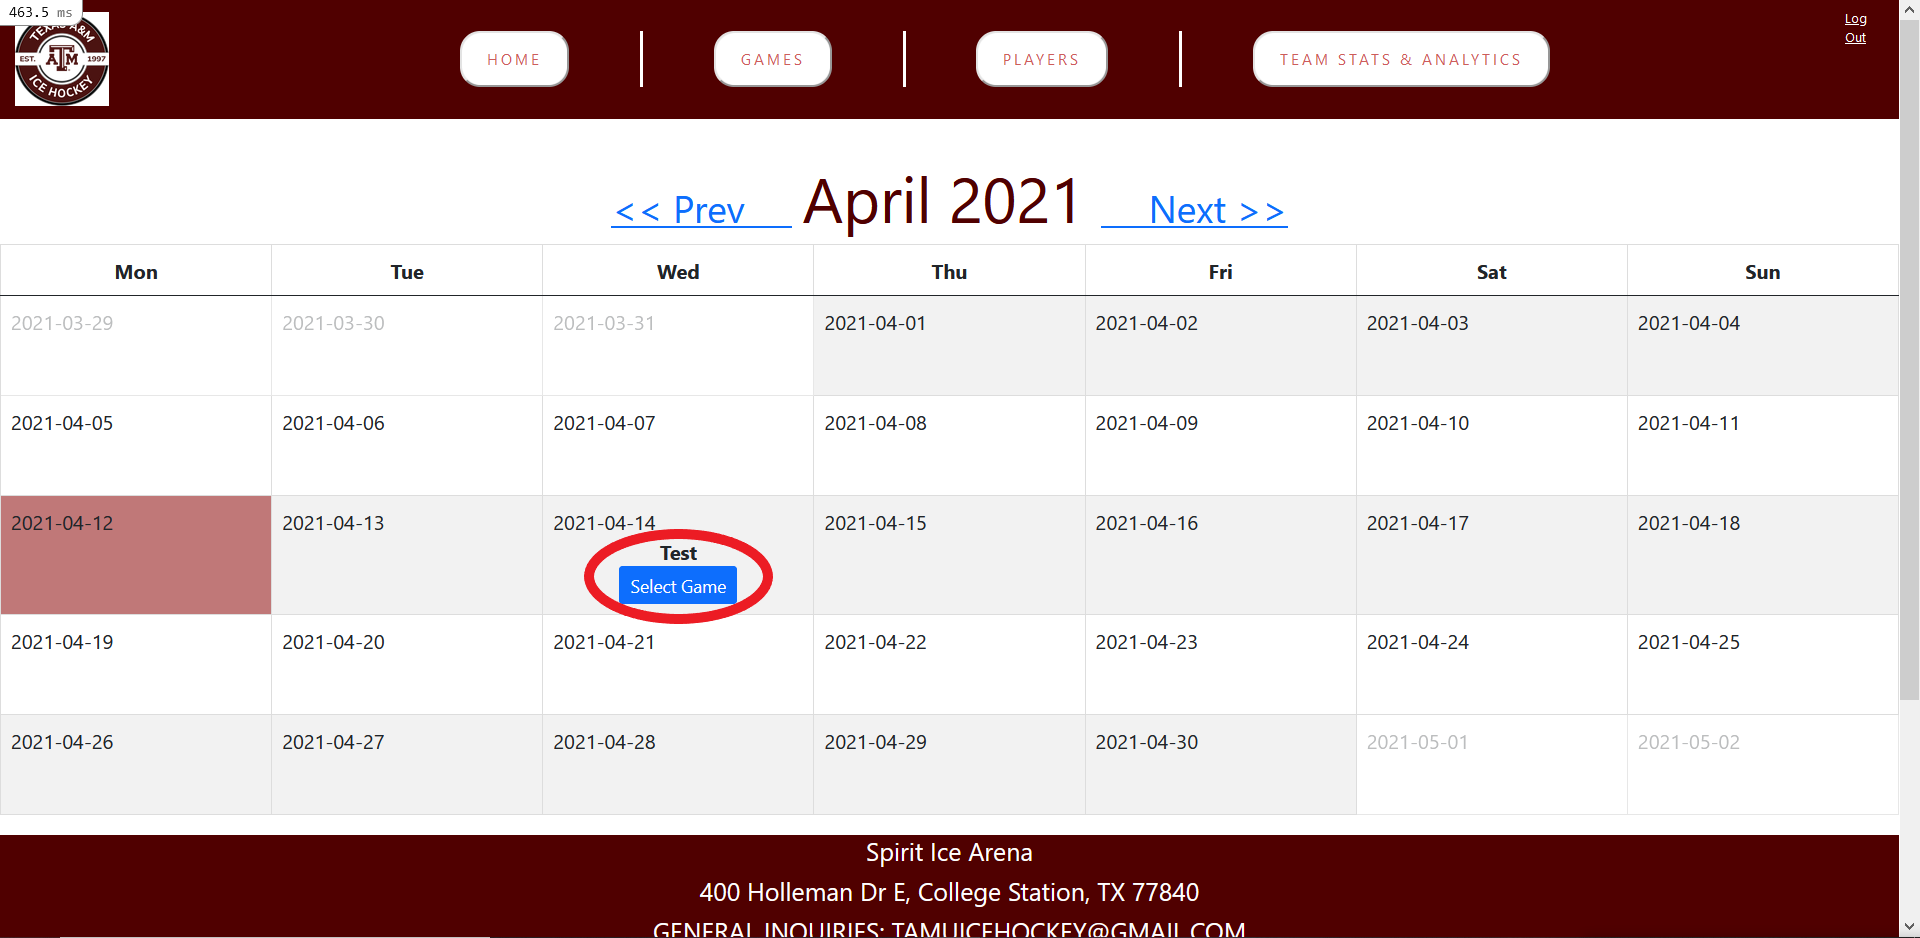 463.5 ms
TEXAS A&M
EST. ATM 1997
ICE HOCKEY
HOME
GAMES
PLAYERS
TEAM STATS & ANALYTICS
Log
Out
<< Prev April 2021 Next >>
Mon Tue Wed Thu Fri Sat Sun
2021-03-29 2021-03-30 2021-03-31 2021-04-01 2021-04-02 2021-04-03 2021-04-04
2021-04-05 2021-04-06 2021-04-07 2021-04-08 2021-04-09 2021-04-10 2021-04-11
2021-04-12 2021-04-13 2021-04-14 2021-04-15 2021-04-16 2021-04-17 2021-04-18
Test
Select Game
2021-04-19 2021-04-20 2021-04-21 2021-04-22 2021-04-23 2021-04-24 2021-04-25
2021-04-26 2021-04-27 2021-04-28 2021-04-29 2021-04-30 2021-05-01 2021-05-02
Spirit Ice Arena
400 Holleman Dr E, College Station, TX 77840
GENERAL INQUIRIES: TAMUICEHOCKEY@GMAIL.COM